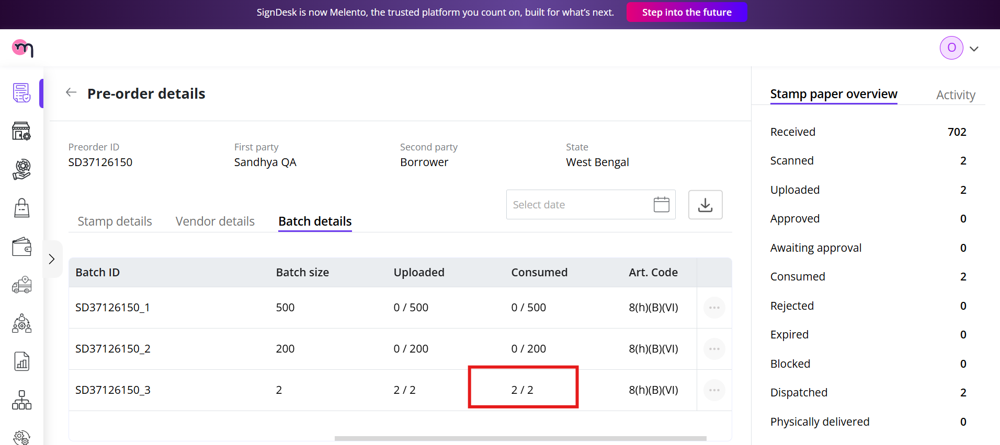 SignDesk is now Melento, the trusted platform you count on, built for what's next.
Step into the future
m
O
Pre-order details
Preorder ID
SD37126150
First party
Sandhya QA
Second party
Borrower
State
West Bengal
Select date
Stamp details
Vendor details
Batch details
Batch ID Batch size Uploaded Consumed Art. Code
SD37126150_1 500 0 / 500 0 / 500 8(h)(B)(VI)
SD37126150_2 200 0 / 200 0 / 200 8(h)(B)(VI)
SD37126150_3 2 2 / 2 2 / 2 8(h)(B)(VI)
Stamp paper overview
Activity
Received 702
Scanned 2
Uploaded 2
Approved 0
Awaiting approval 0
Consumed 2
Rejected 0
Expired 0
Blocked 0
Dispatched 2
Physically delivered 0